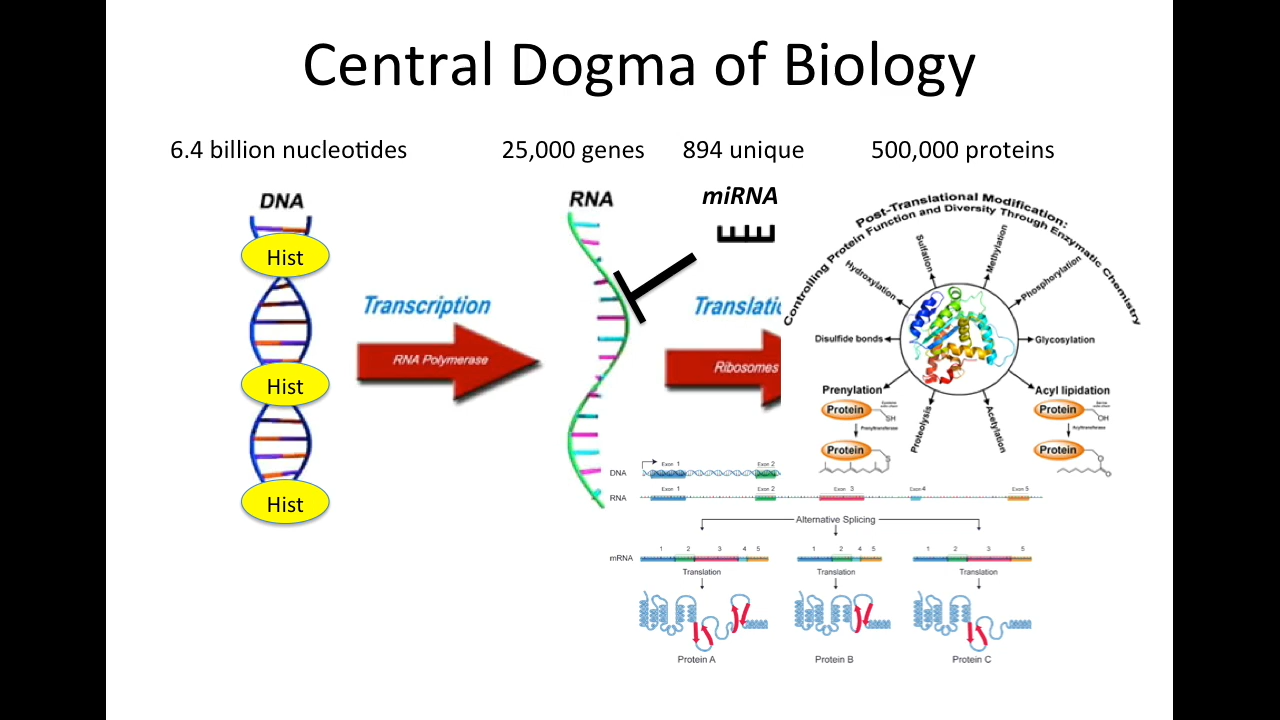 Central Dogma of Biology
6.4 billion nucleotides
25,000 genes
894 unique
500,000 proteins
DNA
RNA
miRNA
Hist
Hist
Hist
Transcription
RNA Polymerase
Translatio
Ribosomes
Post-Translational Modification:
Controlling Protein Function and Diversity Through Enzymatic Chemistry
Sulfation
Methylation
Hydroxylation
Phosphorylation
Disulfide bonds
Glycosylation
Prenylation
Acyl lipidation
Protein
SH
Prenyltransferase
Protein
S
Proteolysis
Acetylation
Protein
OH
Acyltransferase
Protein
O
O
DNA
Exon 1
Exon 2
RNA
Exon 1
Exon 2
Exon 3
Exon 4
Exon 5
Alternative Splicing
mRNA
1 2 3 4 5
1 2 4 5
1 2 3 5
Translation
Translation
Translation
Protein A
Protein B
Protein C